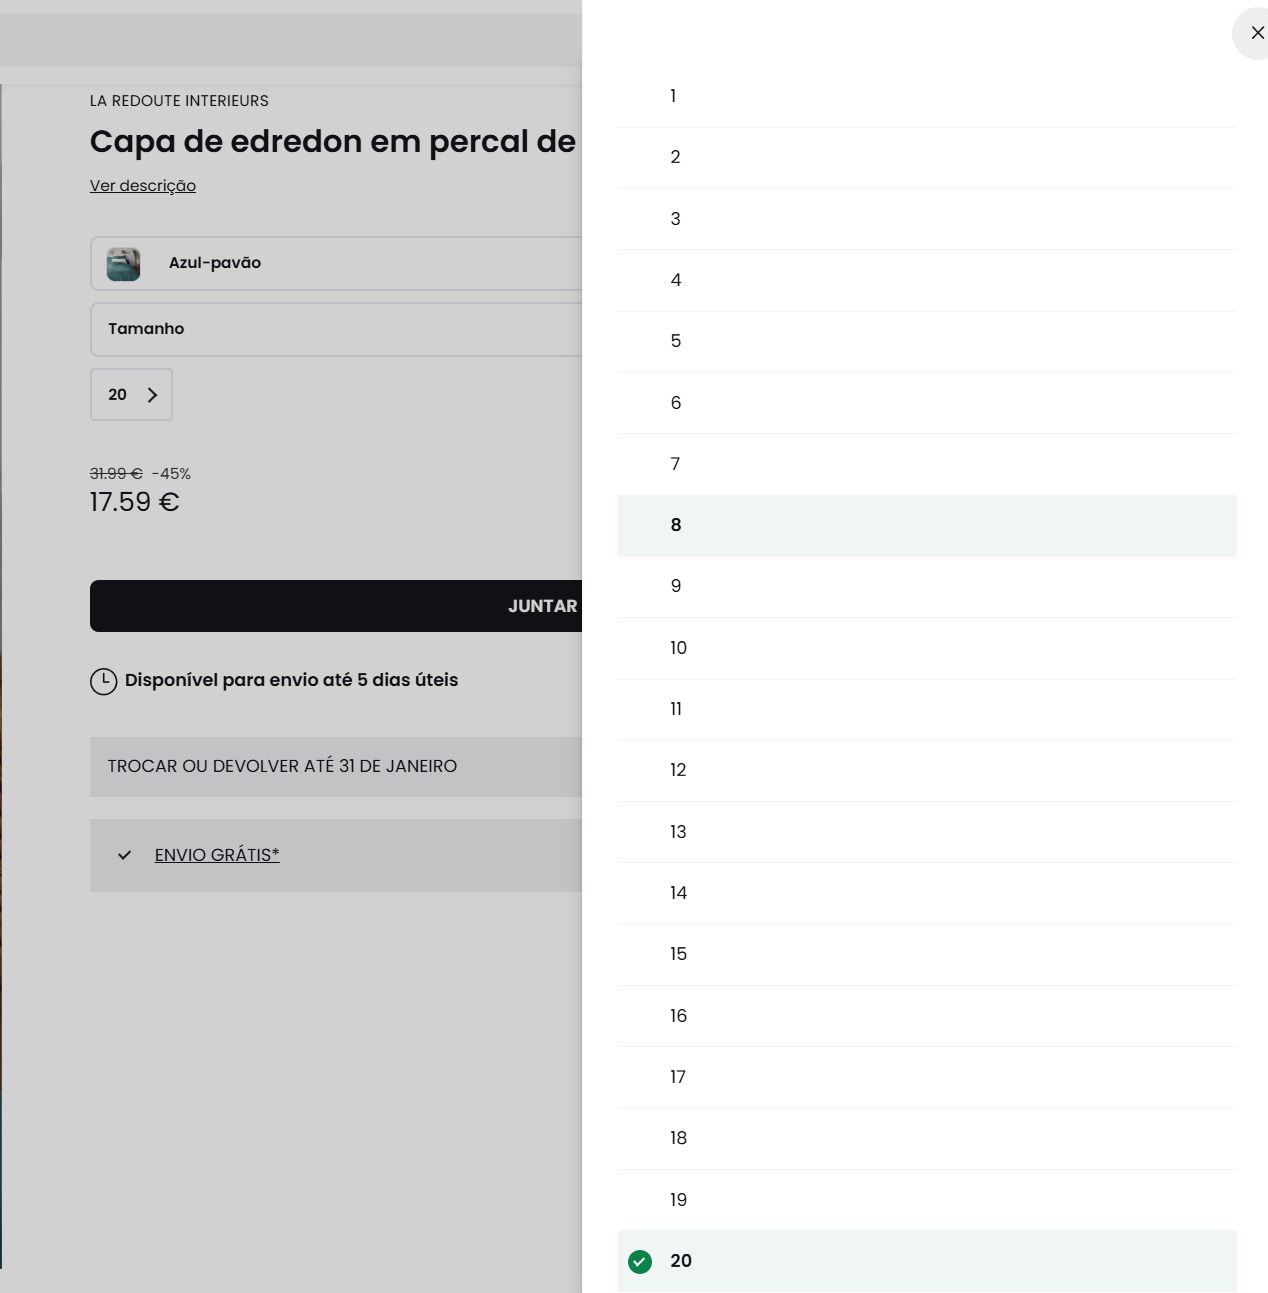 LA REDOUTE INTERIEURS
Capa de edredon em percal de
Ver descrição
Azul-pavão
Tamanho
20
31.99 € -45%
17.59 €
JUNTAR
Disponível para envio até 5 dias úteis
TROCAR OU DEVOLVER ATÉ 31 DE JANEIRO
ENVIO GRÁTIS*
1
2
3
4
5
6
7
8
9
10
11
12
13
14
15
16
17
18
19
20